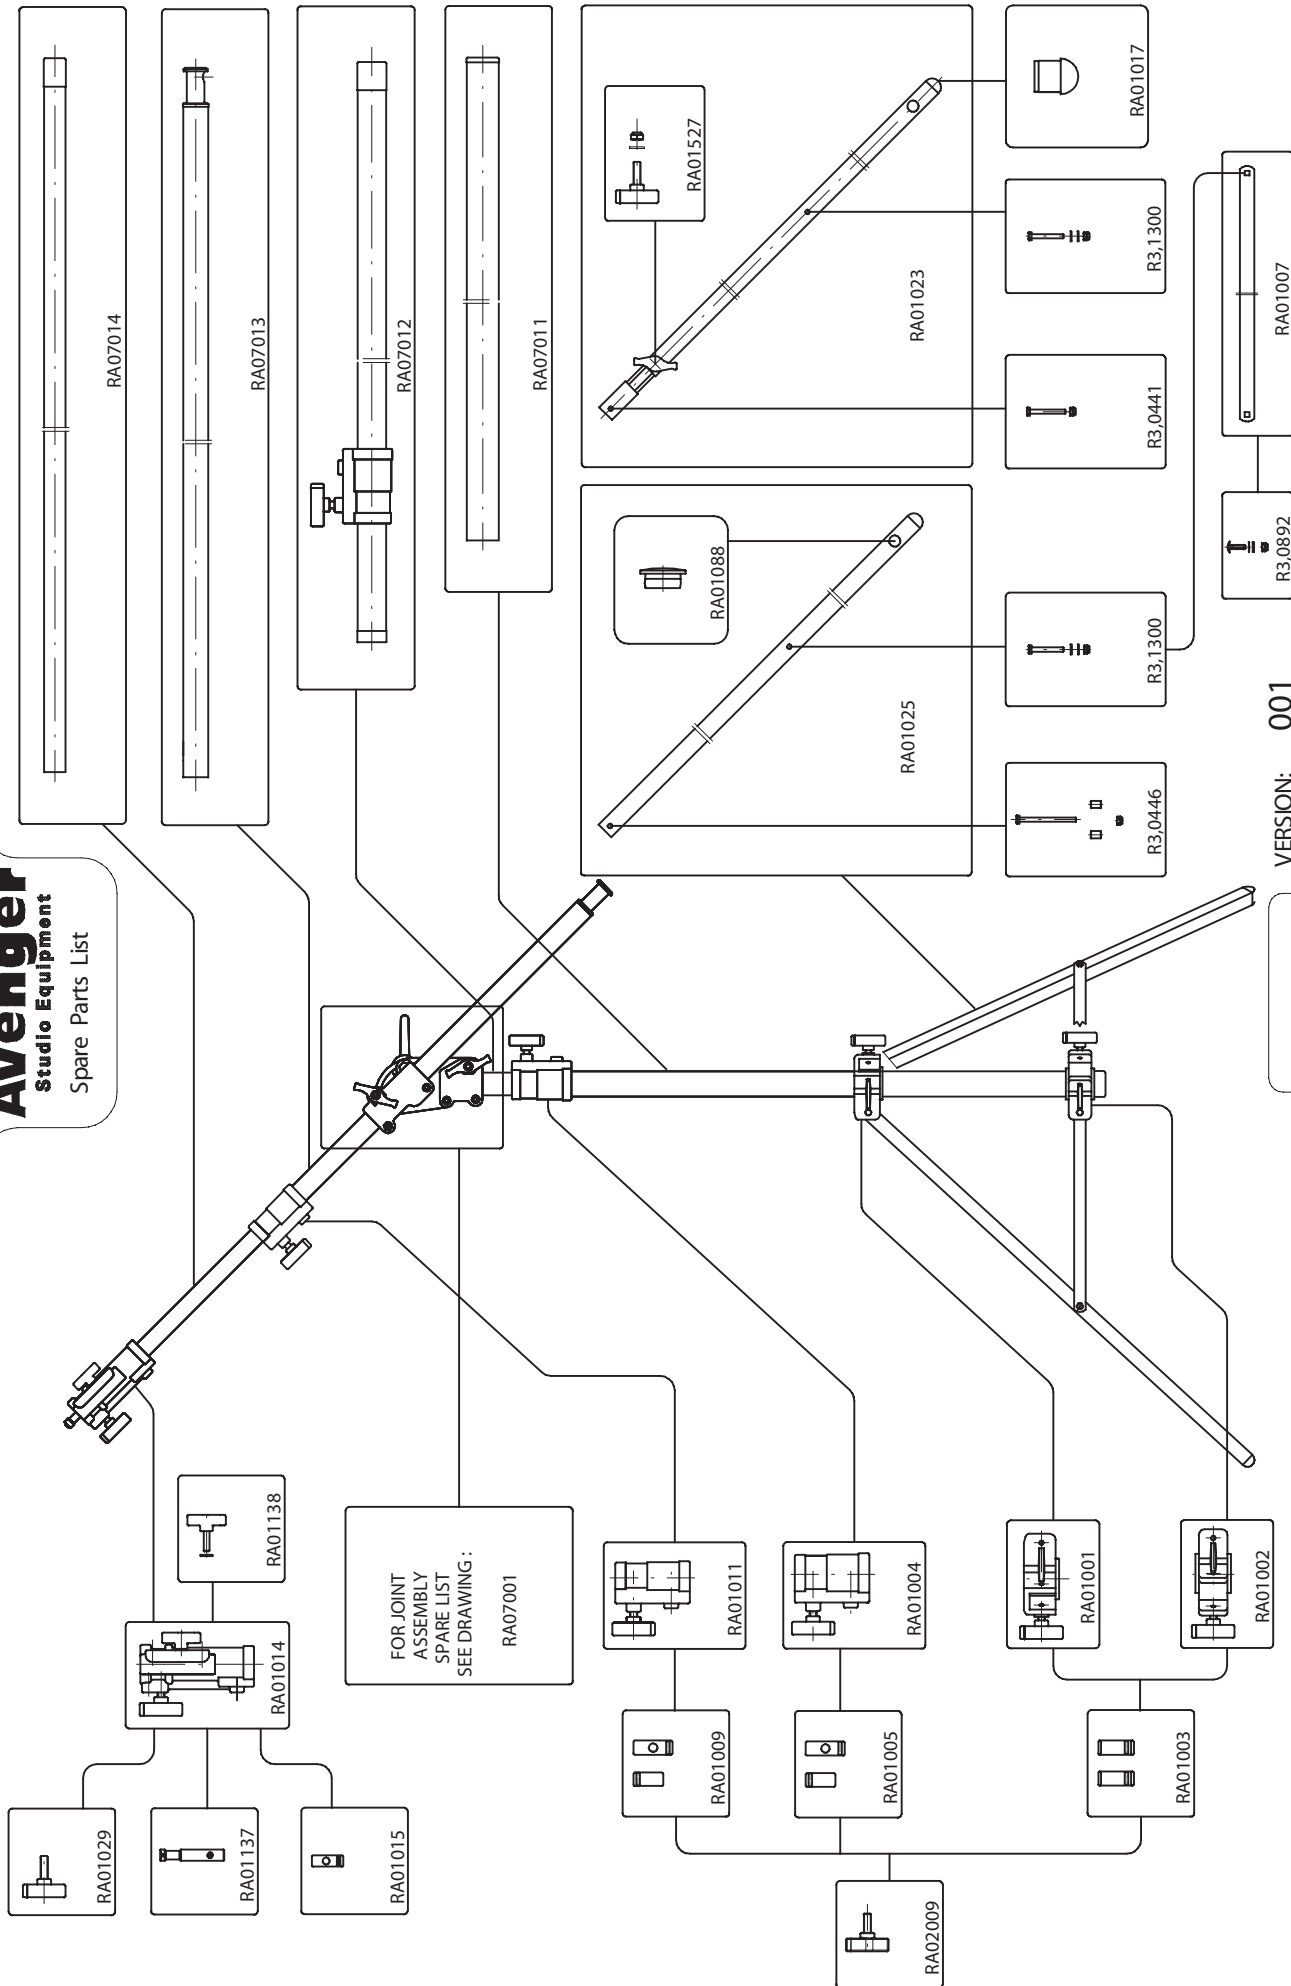 Avenger
Studio Equipment
Spare Parts List
RA07014
RA07013
RA07012
RA07011
RA01527
RA01023
RA01017
R3,1300
R3,0441
RA01007
R3,0892
RA01088
RA01025
R3,1300
R3,0446
VERSION: 001
RA01029
RA01137
RA01015
RA01014
RA01138
FOR JOINT
ASSEMBLY
SPARE LIST
SEE DRAWING :
RA07001
RA01011
RA01004
RA01001
RA01002
RA01009
RA01005
RA01003
RA02009